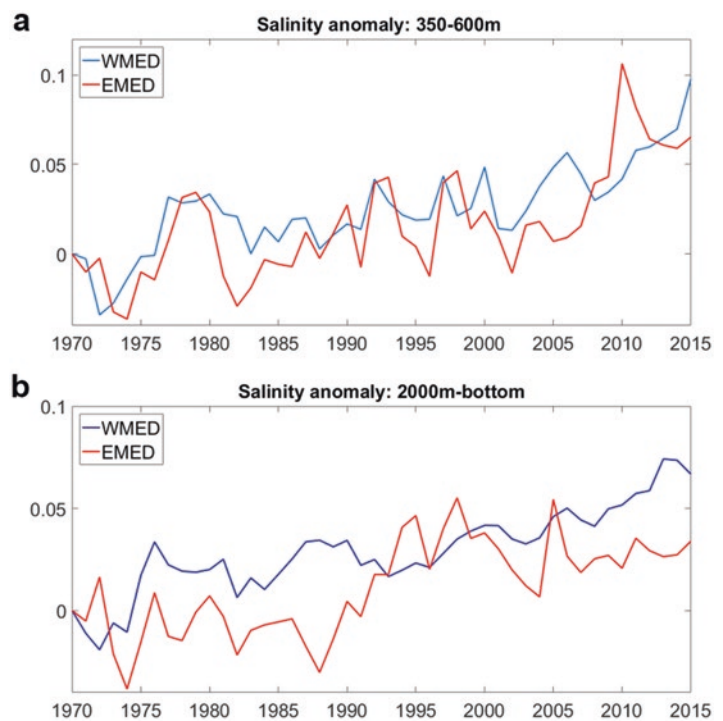 a
Salinity anomaly: 350-600m
WMED
EMED
0.1
0.05
0
1970 1975 1980 1985 1990 1995 2000 2005 2010 2015
b
Salinity anomaly: 2000m-bottom
0.1
WMED
EMED
0.05
0
1970 1975 1980 1985 1990 1995 2000 2005 2010 2015